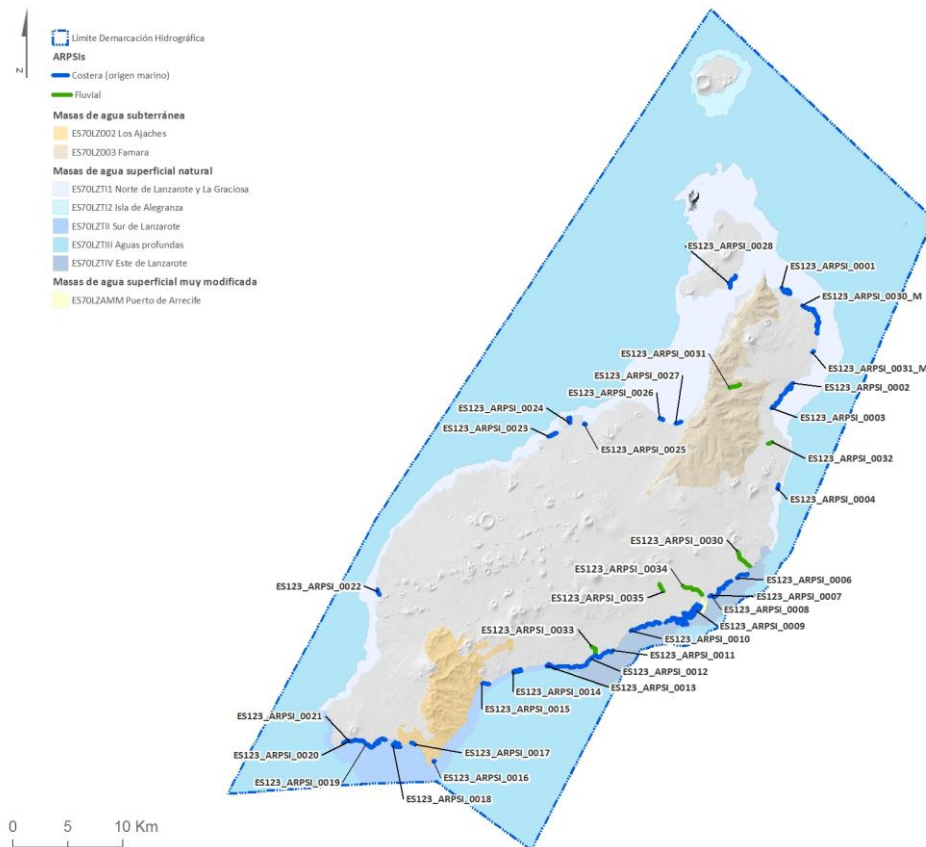 Z
Límite Demarcación Hidrográfica
ARPSIs
Costera (origen marino)
Fluvial
Masas de agua subterránea
ES70LZ002 Los Ajaches
ES70LZ003 Famara
Masas de agua superficial natural
ES70LZTI1 Norte de Lanzarote y La Graciosa
ES70LZTI2 Isla de Alegranza
ES70LZTII Sur de Lanzarote
ES70LZTIII Aguas profundas
ES70LZTIV Este de Lanzarote
Masas de agua superficial muy modificada
ES70LZAMM Puerto de Arrecife
ES123_ARPSI_0028
ES123_ARPSI_0001
ES123_ARPSI_0030_M
ES123_ARPSI_0031
ES123_ARPSI_0031_M
ES123_ARPSI_0027
ES123_ARPSI_0002
ES123_ARPSI_0026
ES123_ARPSI_0024
ES123_ARPSI_0003
ES123_ARPSI_0023
ES123_ARPSI_0025
ES123_ARPSI_0032
ES123_ARPSI_0004
ES123_ARPSI_0030
ES123_ARPSI_0034
ES123_ARPSI_0006
ES123_ARPSI_0022
ES123_ARPSI_0035
ES123_ARPSI_0007
ES123_ARPSI_0008
ES123_ARPSI_0009
ES123_ARPSI_0033
ES123_ARPSI_0010
ES123_ARPSI_0011
ES123_ARPSI_0012
ES123_ARPSI_0013
ES123_ARPSI_0014
ES123_ARPSI_0015
ES123_ARPSI_0021
ES123_ARPSI_0020
ES123_ARPSI_0017
ES123_ARPSI_0016
ES123_ARPSI_0019
ES123_ARPSI_0018
0 5 10 Km